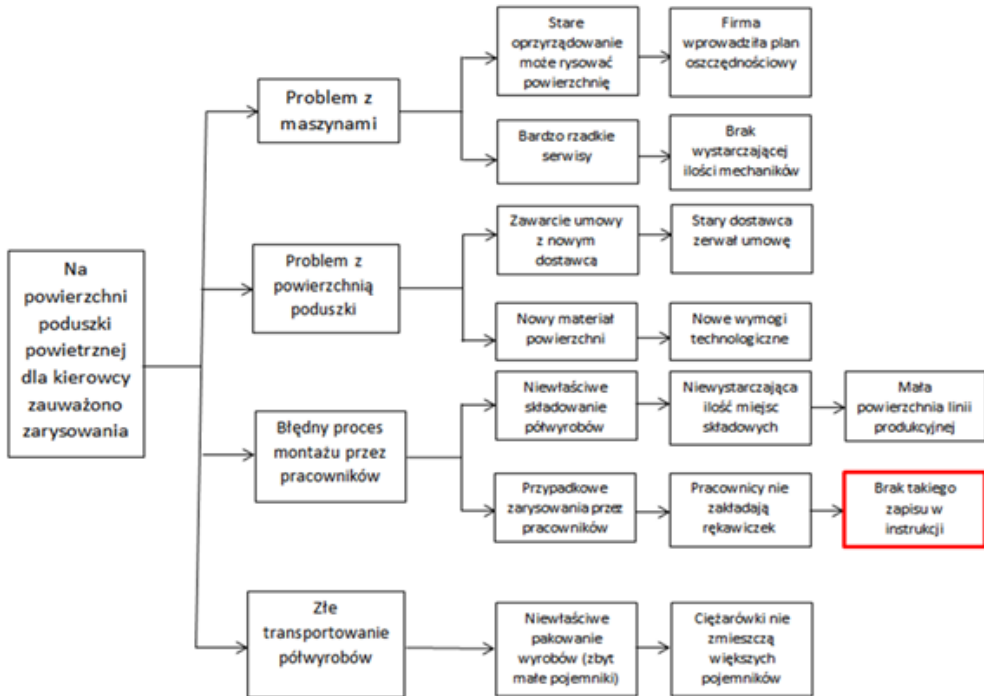 Na
powierzchni
poduszki
powietrznej
dla kierowcy
zauważono
zarysowania
Problem z
maszynami
Stare
oprzyrządowanie
może rysować
powierzchnię
Firma
wprowadziła plan
oszczędnościowy
Bardzo rzadkie
serwisy
Brak
wystarczającej
ilości mechaników
Problem z
powierzchnią
poduszki
Zawarcie umowy
z nowym
dostawcą
Stary dostawca
zerwał umowę
Nowy materiał
powierzchni
Nowe wymogi
technologiczne
Błędny proces
montażu przez
pracowników
Niewłaściwe
składowanie
półwyrobów
Niewystarczająca
ilość miejsc
składowych
Mała
powierzchnia linii
produkcyjnej
Przypadkowe
zarysowania przez
pracowników
Pracownicy nie
zakładają
rękawiczek
Brak takiego
zapisu w
instrukcji
Złe
transportowanie
półwyrobów
Niewłaściwe
pakowanie
wyrobów (zbyt
małe pojemniki)
Ciężarówki nie
zmieszczą
większych
pojemników